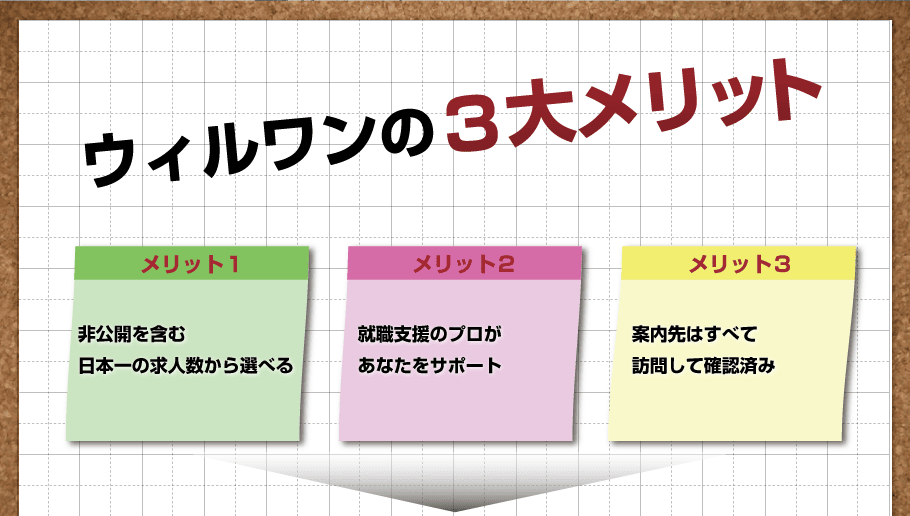 ウィルワンの3大メリット
メリット1
非公開を含む
日本一の求人数から選べる
メリット2
就職支援のプロが
あなたをサポート
メリット3
案内先はすべて
訪問して確認済み